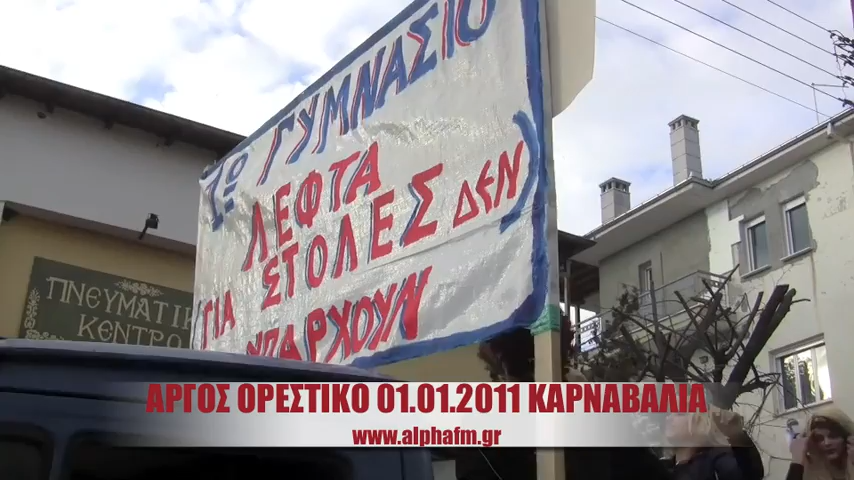 1ο ΓΥΜΝΑΣΙΟ
ΛΕΦΤΑ
(ΓΙΑ ΣΤΟΛΕΣ ΔΕΝ)
ΥΠΑΡΧΟΥΝ
ΠΝΕΥΜΑΤΙΚ
ΚΕΝΤΡΟ
ΑΡΓΟΣ ΟΡΕΣΤΙΚΟ 01.01.2011 ΚΑΡΝΑΒΑΛΙΑ
www.alphafm.gr